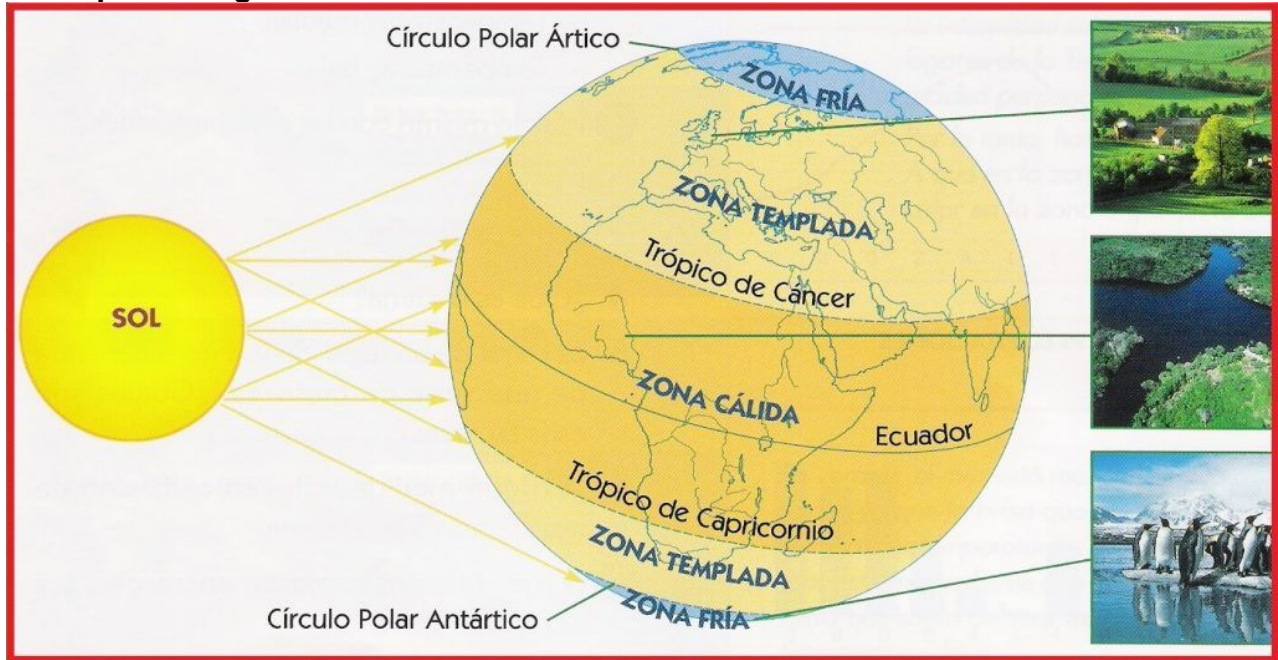 Círculo Polar Ártico
ZONA FRÍA
ZONA TEMPLADA
Trópico de Cáncer
SOL
ZONA CÁLIDA
Ecuador
Trópico de Capricornio
ZONA TEMPLADA
Círculo Polar Antártico
ZONA FRÍA